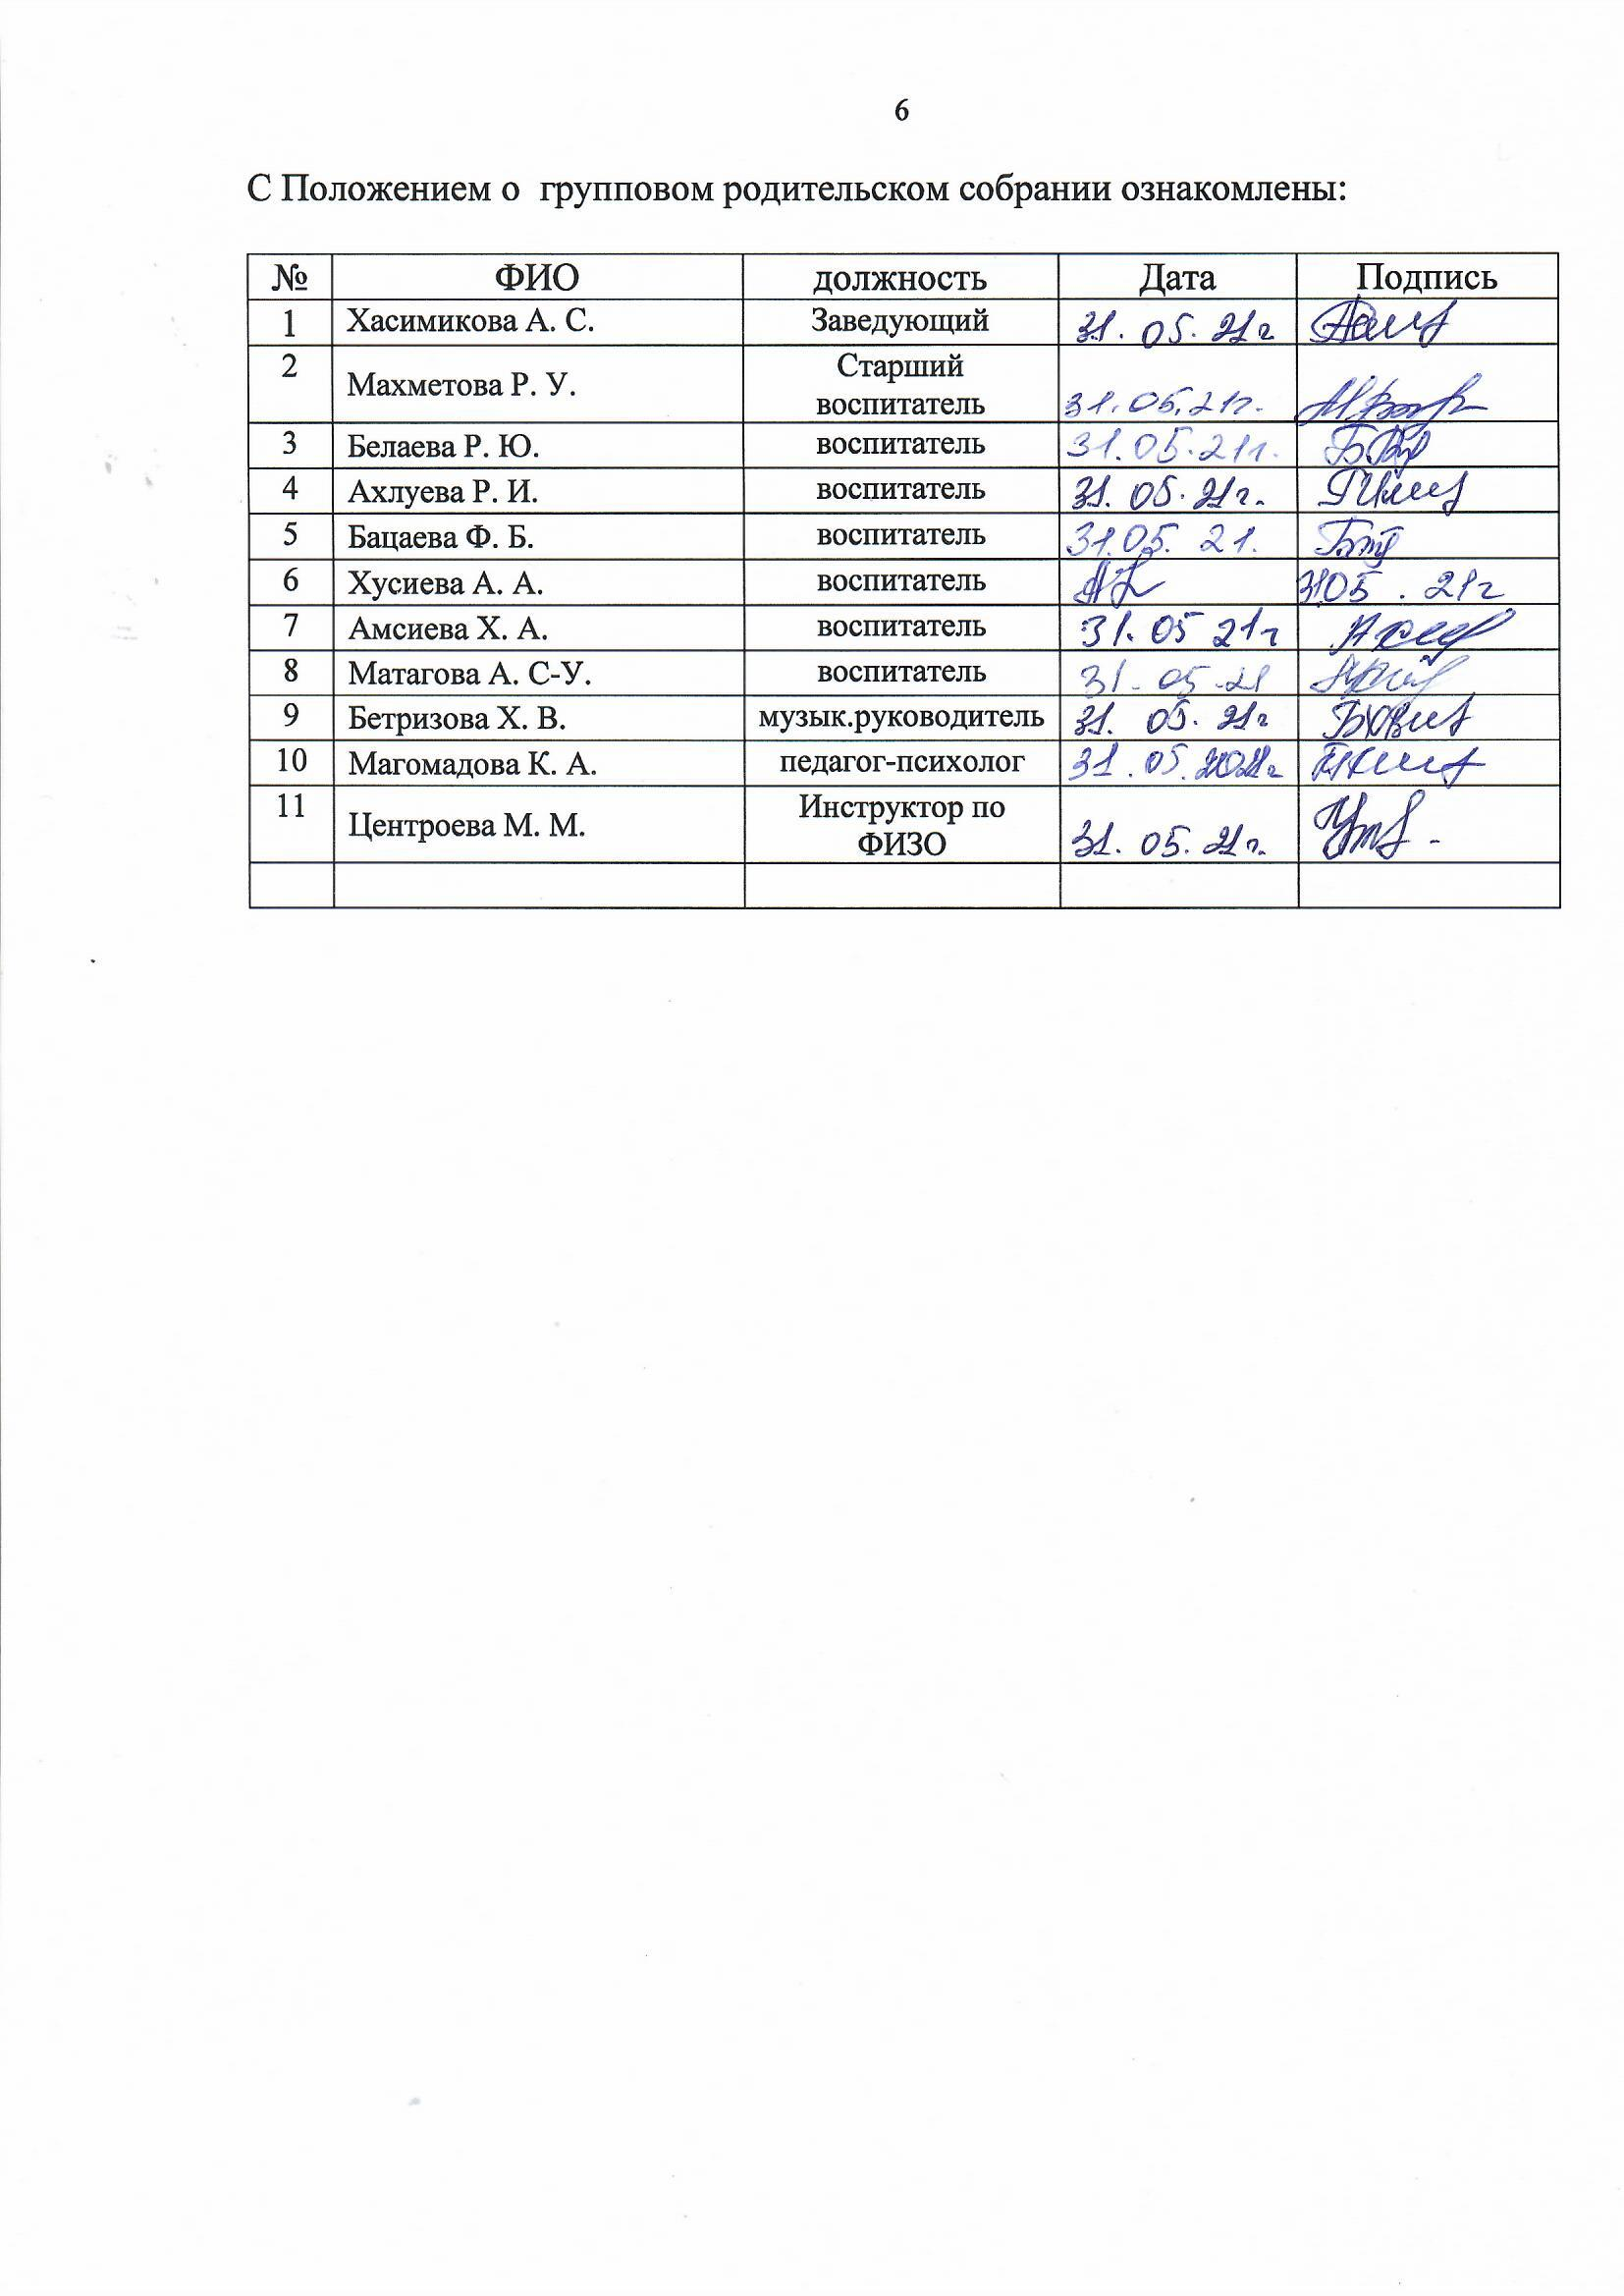 6
С Положением о групповом родительском собрании ознакомлены:
№ ФИО должность Дата Подпись
1 Хасимикова А. С. Заведующий 31. 05. 21г
2 Махметова Р. У. Старший воспитатель 31.05.21г.
3 Белаева Р. Ю. воспитатель 31.05.21г.
4 Ахлуева Р. И. воспитатель 31. 05. 21г.
5 Бацаева Ф. Б. воспитатель 31.05. 21.
6 Хусиева А. А. воспитатель 3105 . 21г
7 Амсиева Х. А. воспитатель 31. 05 21г
8 Матагова А. С-У. воспитатель 31. 05.21
9 Бетризова Х. В. музык.руководитель 31. 05. 21г
10 Магомадова К. А. педагог-психолог 31.05.2021г
11 Центроева М. М. Инструктор по ФИЗО 31. 05. 21г.